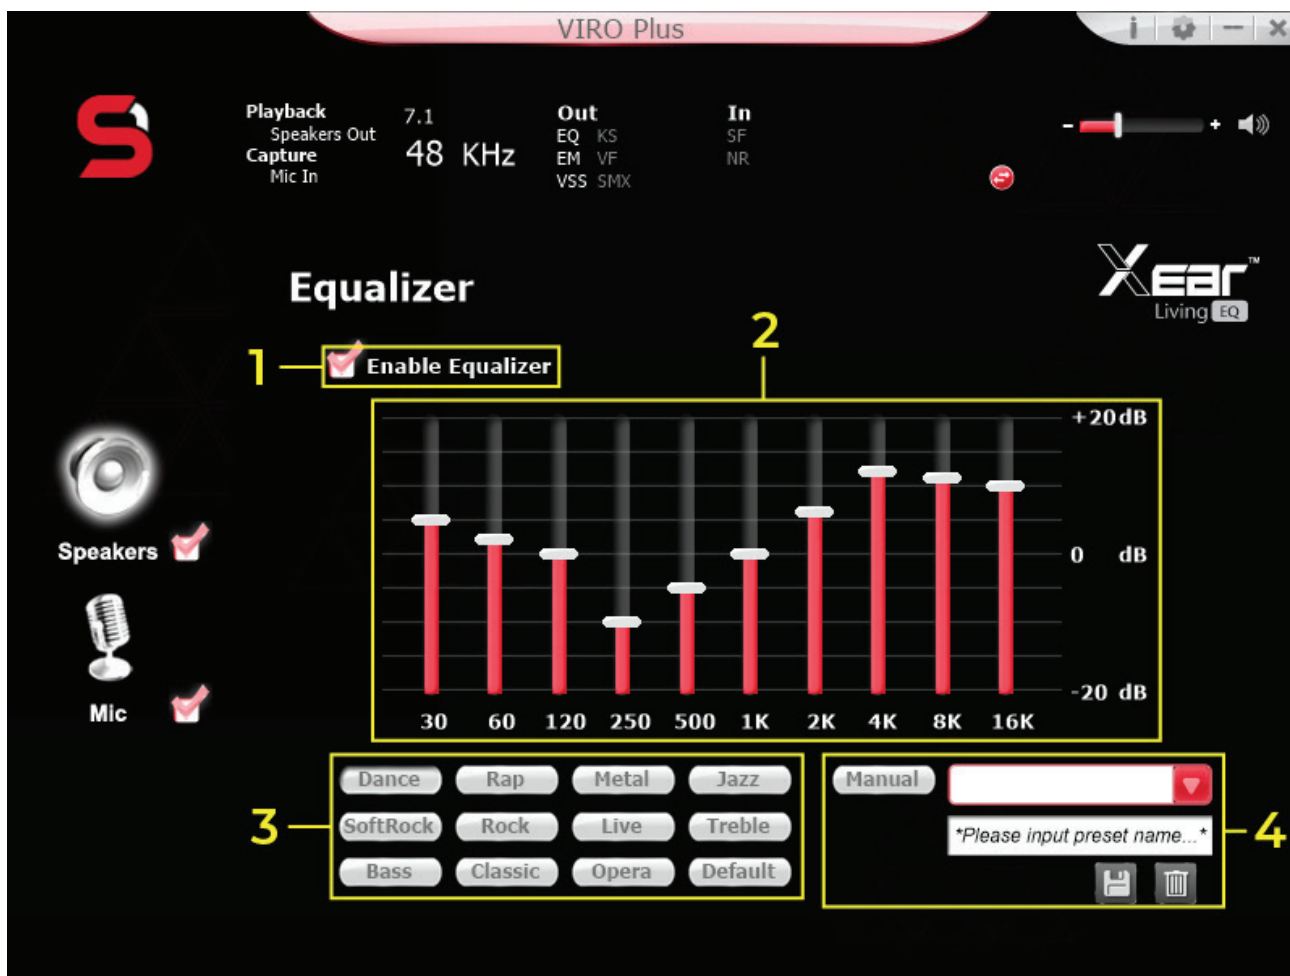 VIRO Plus
Playback 7.1 Out In
Speakers Out EQ KS SF
Capture 48 KHz EM VF NR
Mic In VSS SMX
- +
Xear™
Living EQ
Equalizer
2
1 Enable Equalizer
+20dB
Speakers 0 dB
-20 dB
Mic 30 60 120 250 500 1K 2K 4K 8K 16K
Dance Rap Metal Jazz Manual
3 SoftRock Rock Live Treble *Please input preset name...* 4
Bass Classic Opera Default